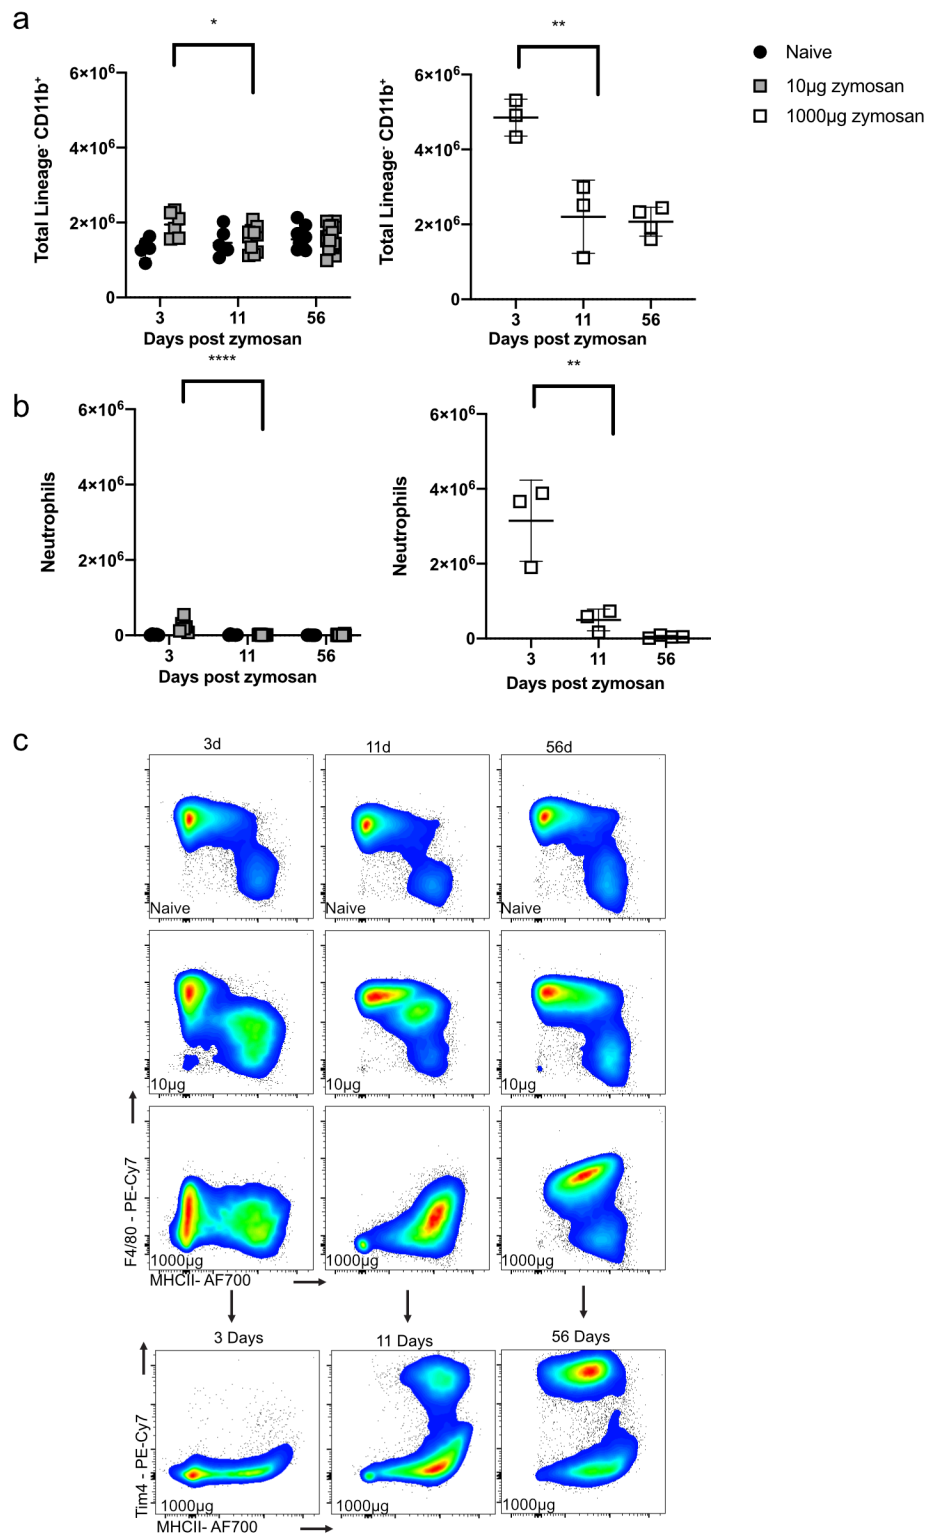 a
*
**
Naive
10µg zymosan
1000µg zymosan
Total Lineage⁻ CD11b⁺
6×10⁶
4×10⁶
2×10⁶
0
3
11
56
Days post zymosan
Total Lineage⁻ CD11b⁺
6×10⁶
4×10⁶
2×10⁶
0
3
11
56
Days post zymosan
b
****
**
Neutrophils
6×10⁶
4×10⁶
2×10⁶
0
3
11
56
Days post zymosan
Neutrophils
6×10⁶
4×10⁶
2×10⁶
0
3
11
56
Days post zymosan
c
3d
11d
56d
Naive
Naive
Naive
10µg
10µg
10µg
F4/80 - PE-Cy7
1000µg
1000µg
1000µg
MHCII- AF700
3 Days
11 Days
56 Days
Tim4 - PE-Cy7
1000µg
1000µg
1000µg
MHCII- AF700